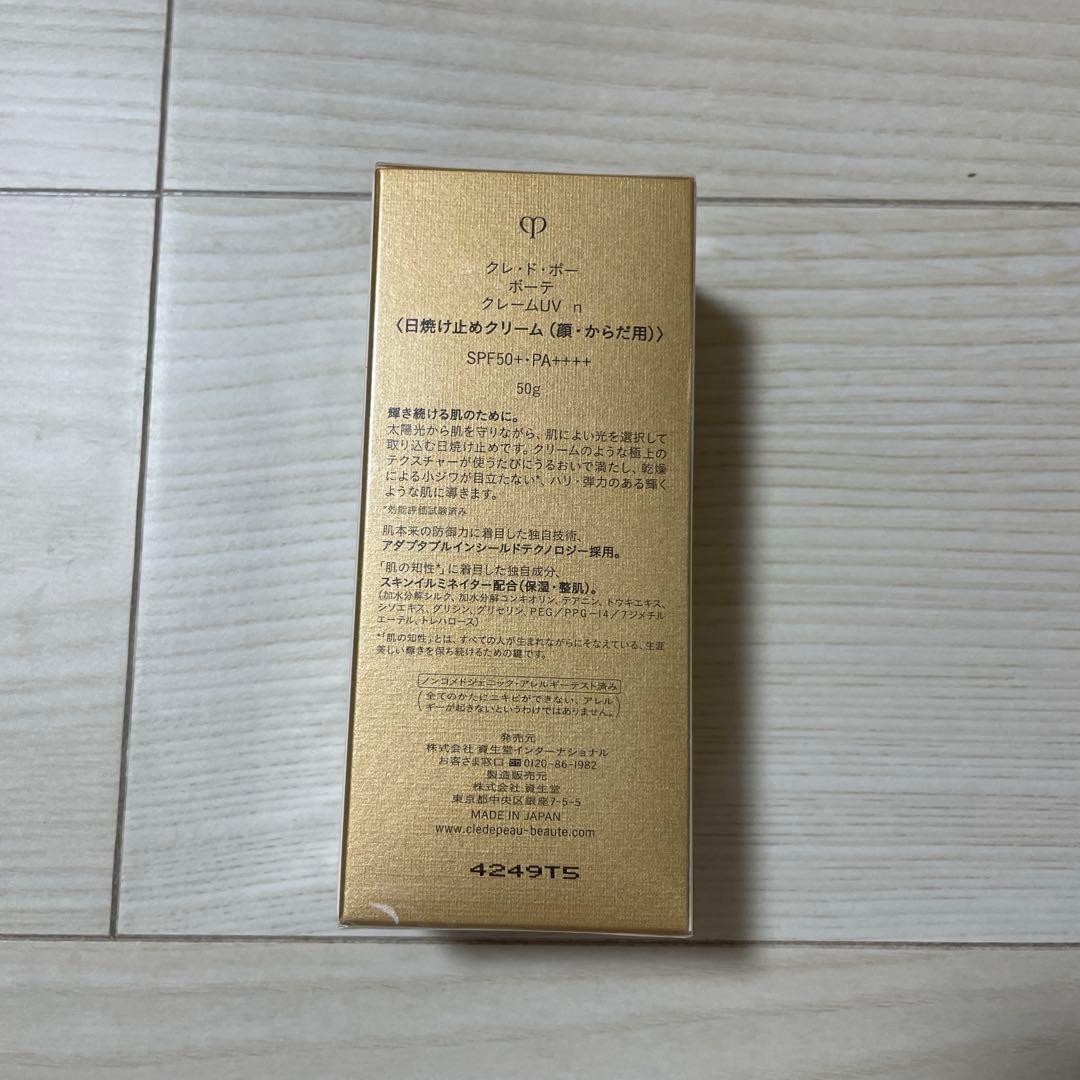 クレ・ド・ポー
ボーテ
クレームUV n
〈日焼け止めクリーム（顔・からだ用）〉
SPF50+・PA++++
50g
輝き続ける肌のために。
太陽光から肌を守りながら、肌によい光を選択して
取り込む日焼け止めです。クリームのような極上の
テクスチャーが使うたびにうるおいで満たし、乾燥
による小ジワが目立たない*、ハリ・弾力のある輝く
ような肌に導きます。
*効能評価試験済み
肌本来の防御力に着目した独自技術、
アダプタブルインシールドテクノロジー採用。
「肌の知性*」に着目した独自成分、
スキンイルミネイター配合（保湿・整肌）。
（加水分解シルク、加水分解コンキオリン、テアニン、トウキエキス、
シソエキス、グリシン、グリセリン、PEG／PPG-14／7ジメチル
エーテル、トレハロース）
*「肌の知性」とは、すべての人が生まれながらにそなえている、生涯
美しい輝きを保ち続けるための鍵です。
ノンコメドジェニック・アレルギーテスト済み
（全てのかたにニキビができない、アレル
ギーが起きないというわけではありません。）
発売元
株式会社 資生堂インターナショナル
お客さま窓口 0120-86-1982
製造販売元
株式会社 資生堂
東京都中央区銀座7-5-5
MADE IN JAPAN
www.cledepeau-beaute.com
4249T5